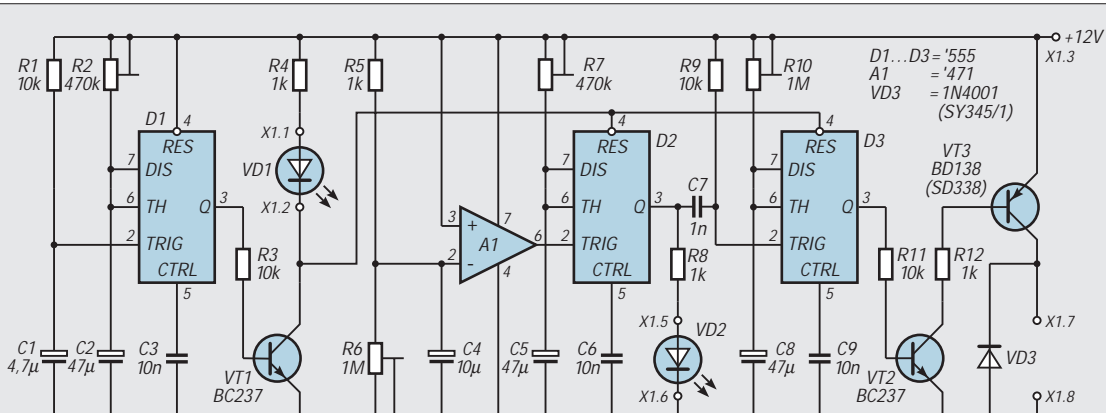 +12V
X1.3
R1
10k
R2
470k
R4
1k
R5
1k
R7
470k
R9
10k
R10
1M
D1...D3 = '555
A1 = '471
VD3 = 1N4001
(SY345/1)
D1
4
RES
7
DIS
6
TH
Q
3
2
TRIG
CTRL
5
X1.1
VD1
X1.2
R3
10k
3
+
2
-
A1
7
6
4
D2
4
RES
7
DIS
6
TH
Q
3
2
TRIG
CTRL
5
C7
1n
R8
1k
D3
4
RES
7
DIS
6
TH
Q
3
2
TRIG
CTRL
5
VT3
BD138
(SD338)
R11
10k
R12
1k
C1
4,7µ
C2
47µ
C3
10n
VT1
BC237
R6
1M
C4
10µ
C5
47µ
C6
10n
X1.5
VD2
X1.6
C8
47µ
C9
10n
VT2
BC237
VD3
X1.7
X1.8